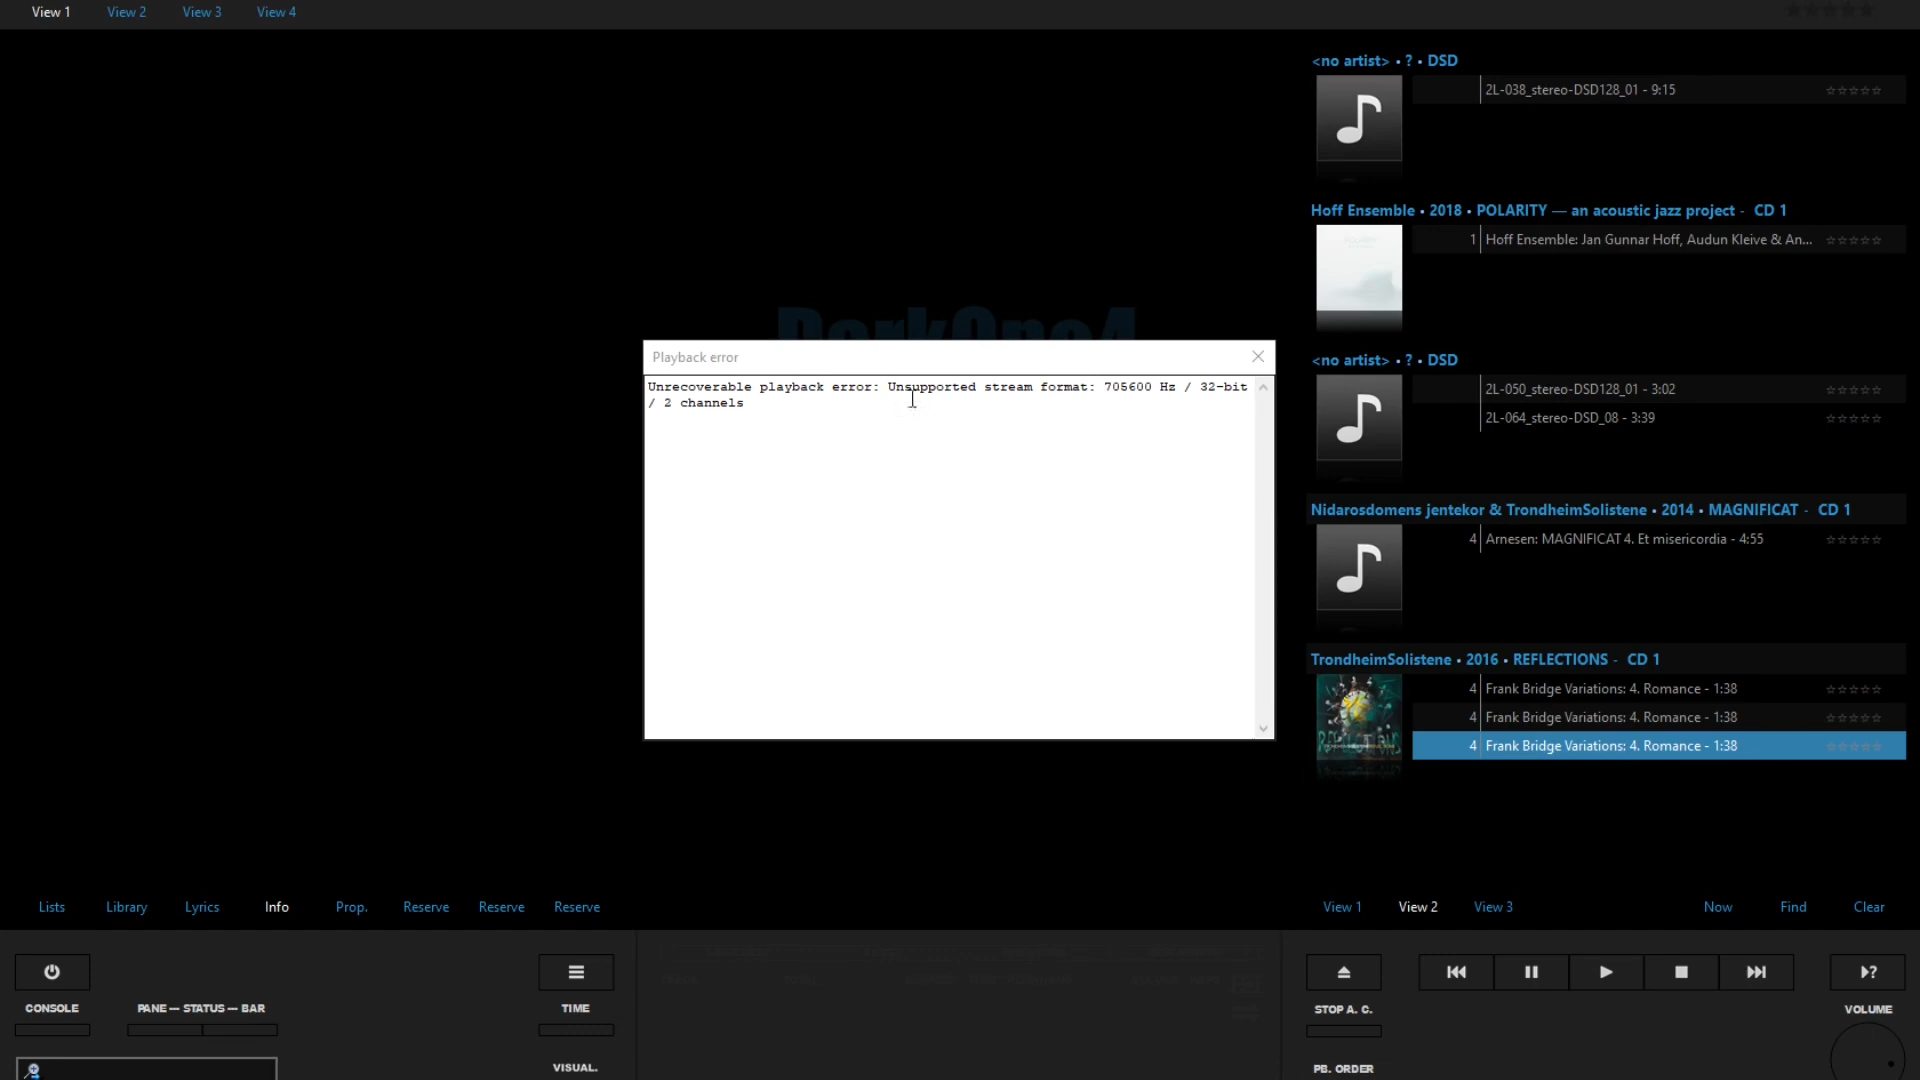 View 1 View 2 View 3 View 4
<no artist> • ? • DSD
2L-038_stereo-DSD128_01 - 9:15
Hoff Ensemble • 2018 • POLARITY — an acoustic jazz project - CD 1
1 Hoff Ensemble: Jan Gunnar Hoff, Audun Kleive & An...
DarkOne4
Playback error
Unrecoverable playback error: Unsupported stream format: 705600 Hz / 32-bit
/ 2 channels
<no artist> • ? • DSD
2L-050_stereo-DSD128_01 - 3:02
2L-064_stereo-DSD_08 - 3:39
Nidarosdomens jentekor & TrondheimSolistene • 2014 • MAGNIFICAT - CD 1
4 Arnesen: MAGNIFICAT 4. Et misericordia - 4:55
TrondheimSolistene • 2016 • REFLECTIONS - CD 1
4 Frank Bridge Variations: 4. Romance - 1:38
4 Frank Bridge Variations: 4. Romance - 1:38
4 Frank Bridge Variations: 4. Romance - 1:38
Lists Library Lyrics Info Prop. Reserve Reserve Reserve
View 1 View 2 View 3 Now Find Clear
CONSOLE PANE — STATUS — BAR TIME STOP A. C. VOLUME
VISUAL. PB. ORDER